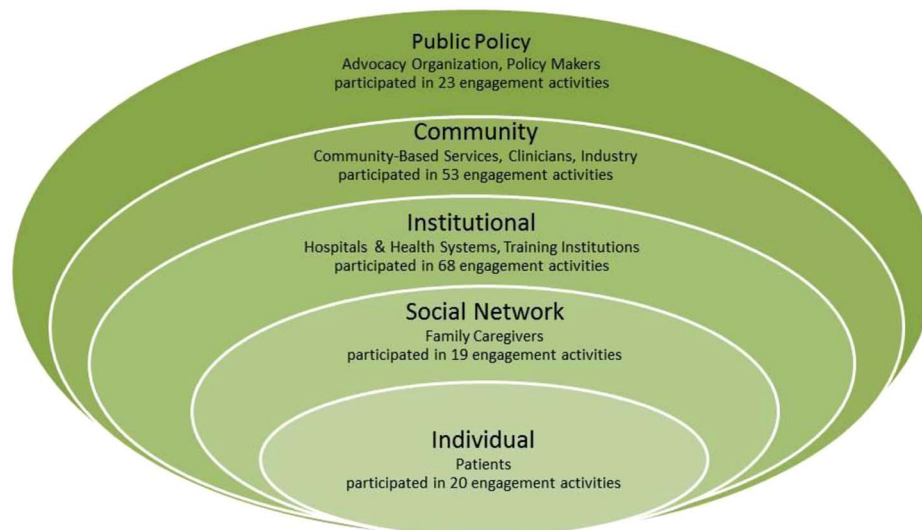 Public Policy
Advocacy Organization, Policy Makers
participated in 23 engagement activities
Community
Community-Based Services, Clinicians, Industry
participated in 53 engagement activities
Institutional
Hospitals & Health Systems, Training Institutions
participated in 68 engagement activities
Social Network
Family Caregivers
participated in 19 engagement activities
Individual
Patients
participated in 20 engagement activities